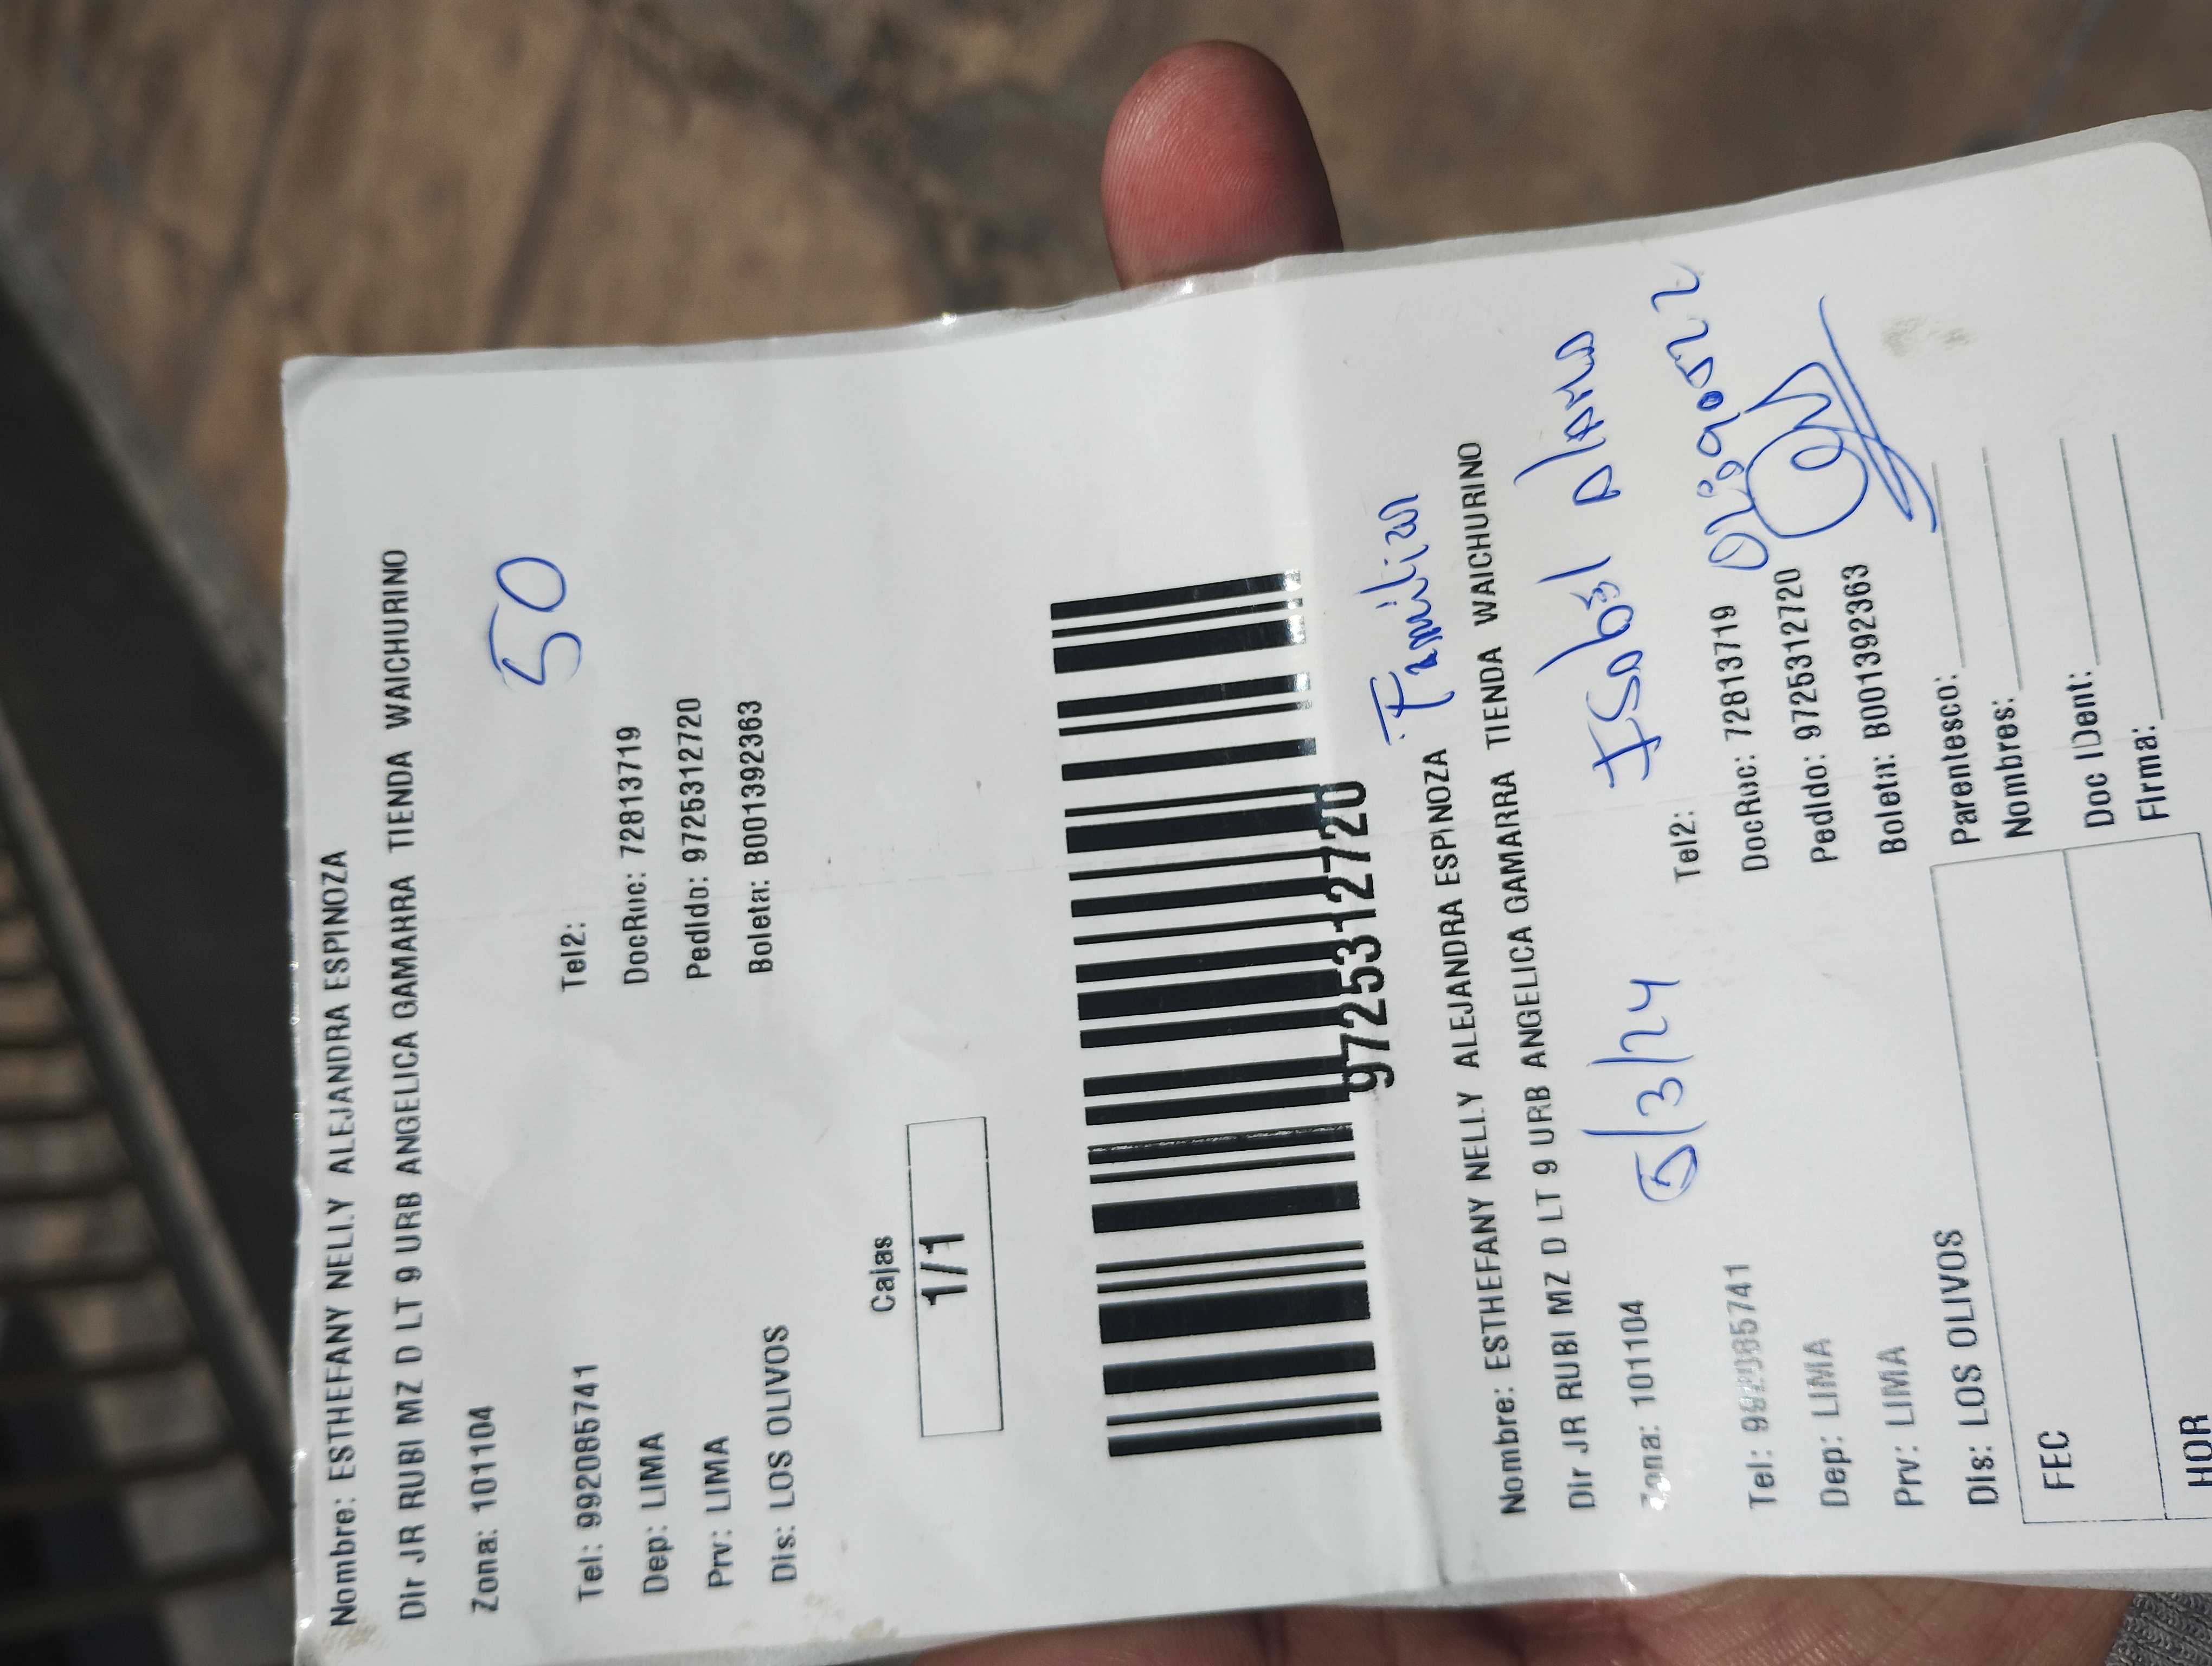 Nombre: ESTHEFANY NELLY ALEJANDRA ESPINOZA
Dir JR RUBI MZ D LT 9 URB ANGELICA GAMARRA TIENDA WAICHURINO
Zona: 101104
50
Tel: 992085741 Tel2:
Dep: LIMA DocRuc: 72813719
Prv: LIMA Pedido: 9725312720
Dis: LOS OLIVOS Boleta: B001392363
Cajas
1/1
9725312720
Familiar
Nombre: ESTHEFANY NELLY ALEJANDRA ESPINOZA
Dir JR RUBI MZ D LT 9 URB ANGELICA GAMARRA TIENDA WAICHURINO
Zona: 101104 5/3/24 Isabel
Tel: 992085741 Tel2:
Dep: LIMA DocRuc: 72813719
Prv: LIMA Pedido: 9725312720
Dis: LOS OLIVOS Boleta: B001392363
FEC Parentesco:
Nombres:
HOR Doc IDent:
Firma: